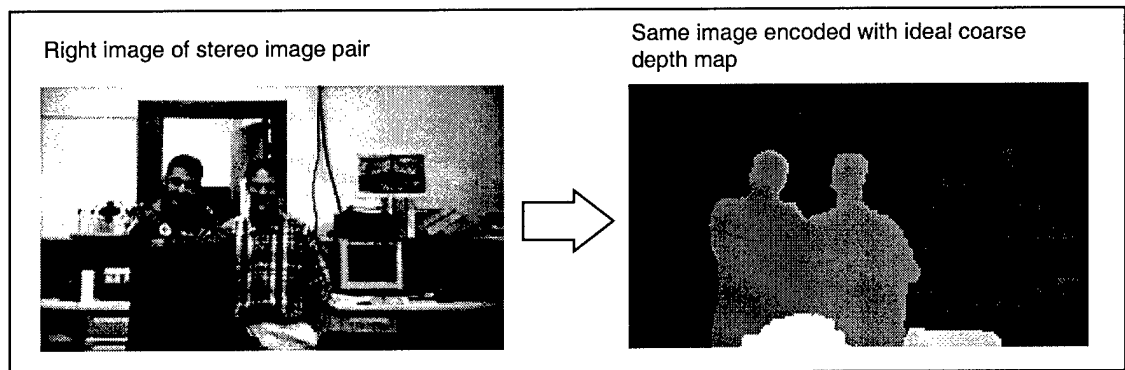 Right image of stereo image pair
Same image encoded with ideal coarse
depth map